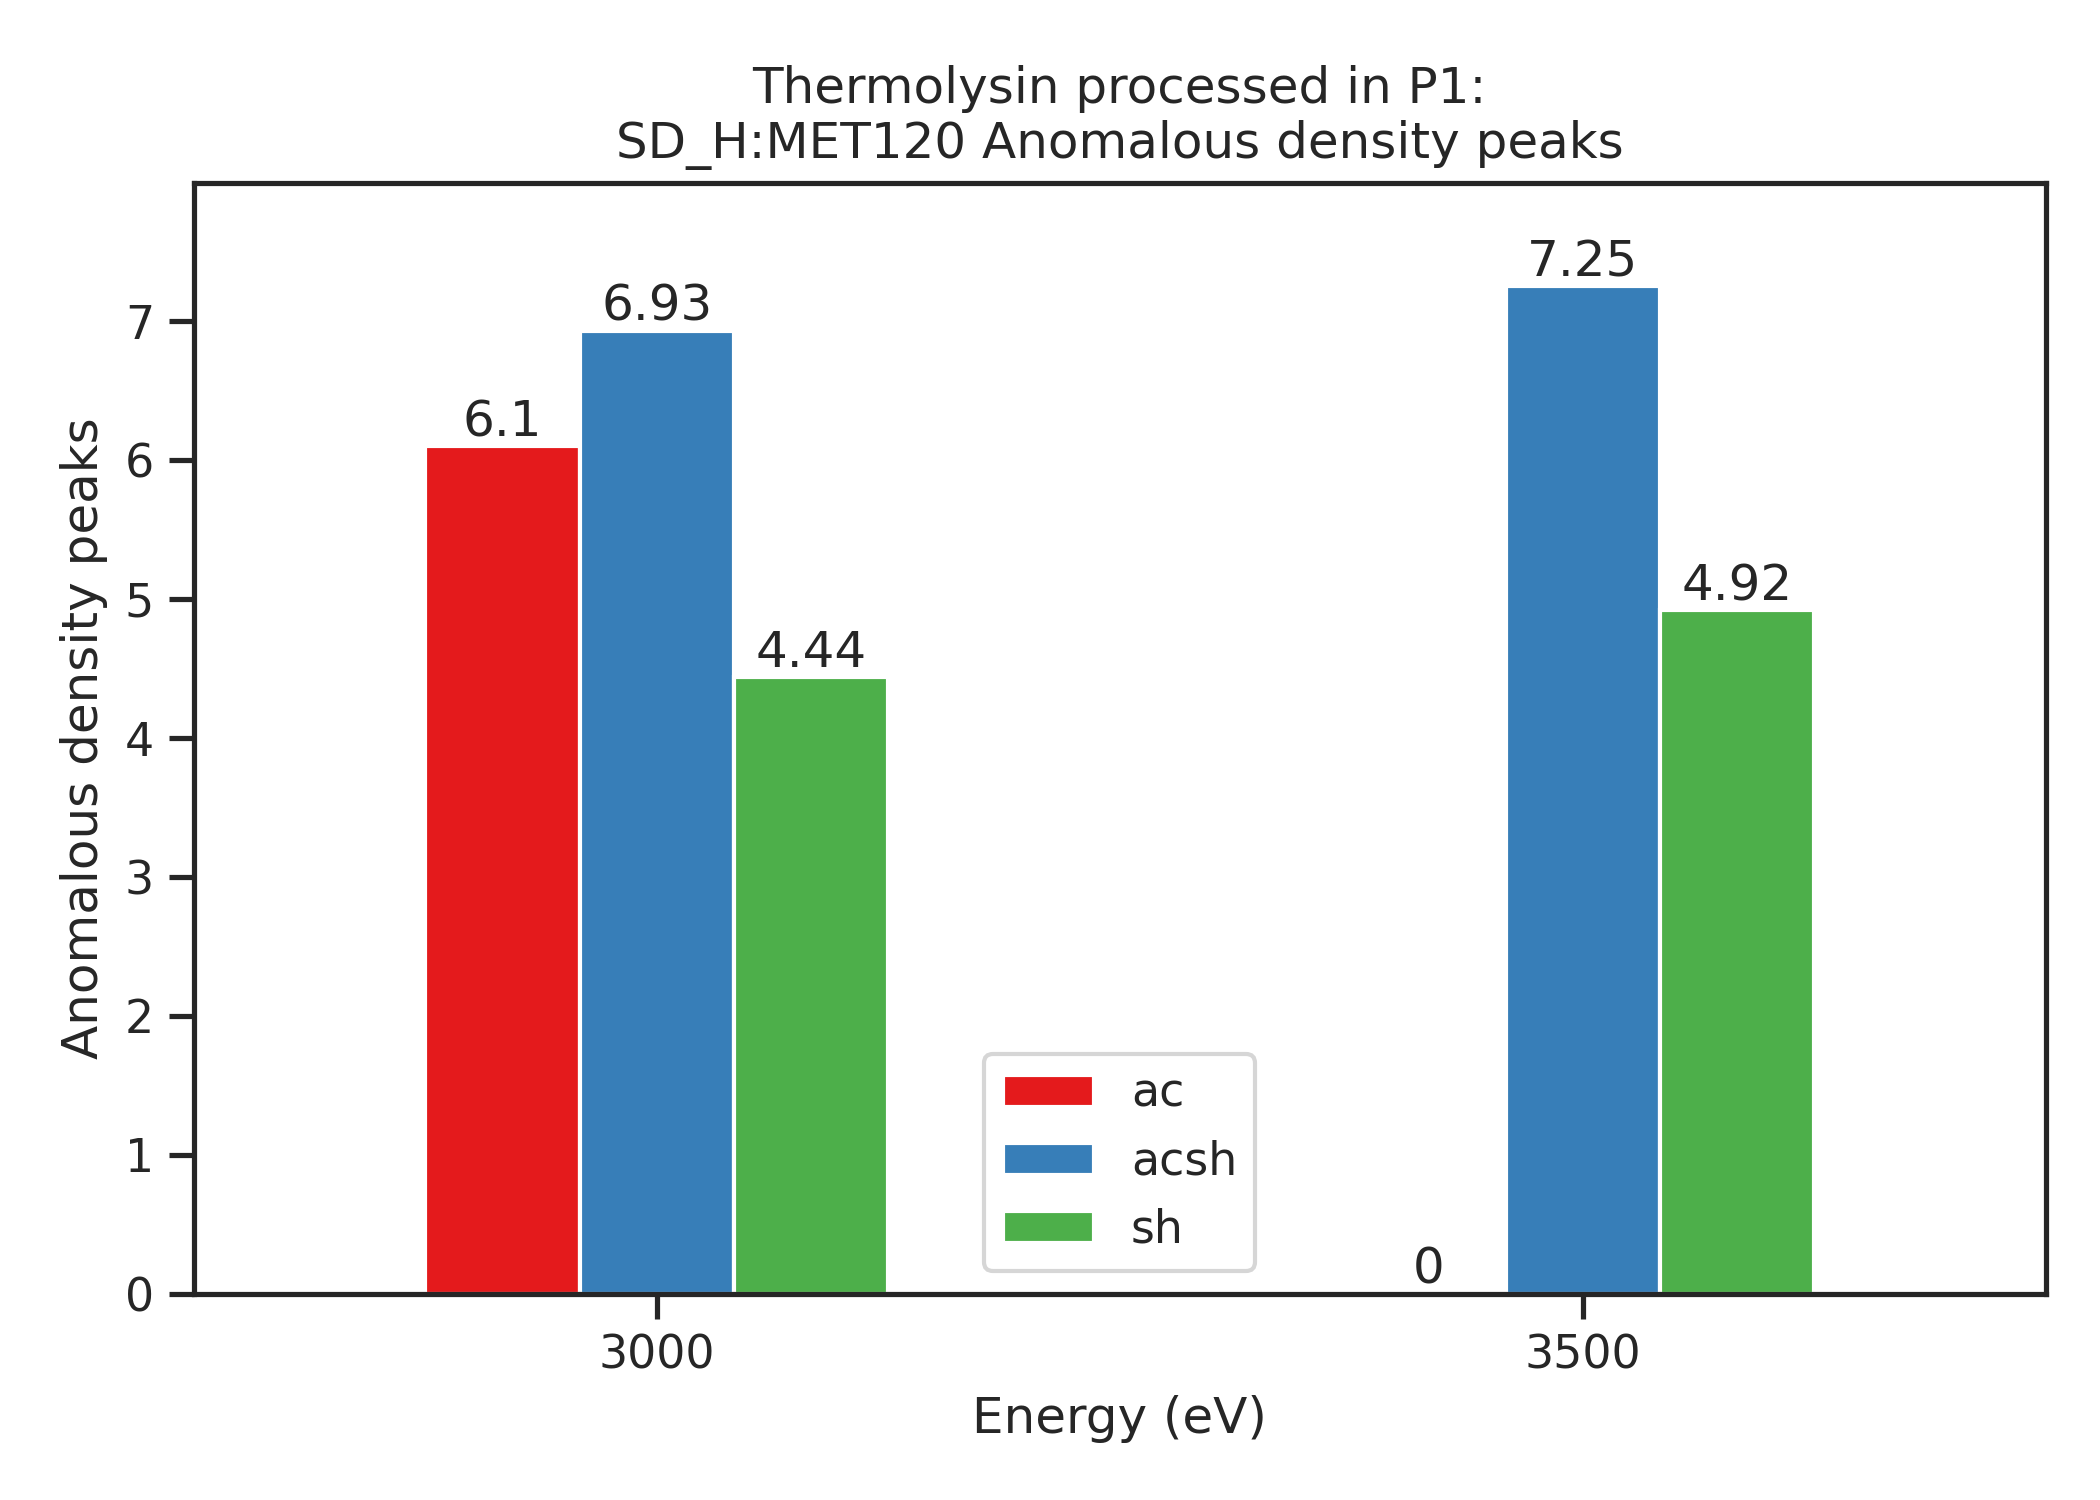 Thermolysin processed in P1:
SD_H:MET120 Anomalous density peaks
Anomalous density peaks
7
6
5
4
3
2
1
0
6.1
6.93
4.44
0
7.25
4.92
ac
acsh
sh
3000
3500
Energy (eV)